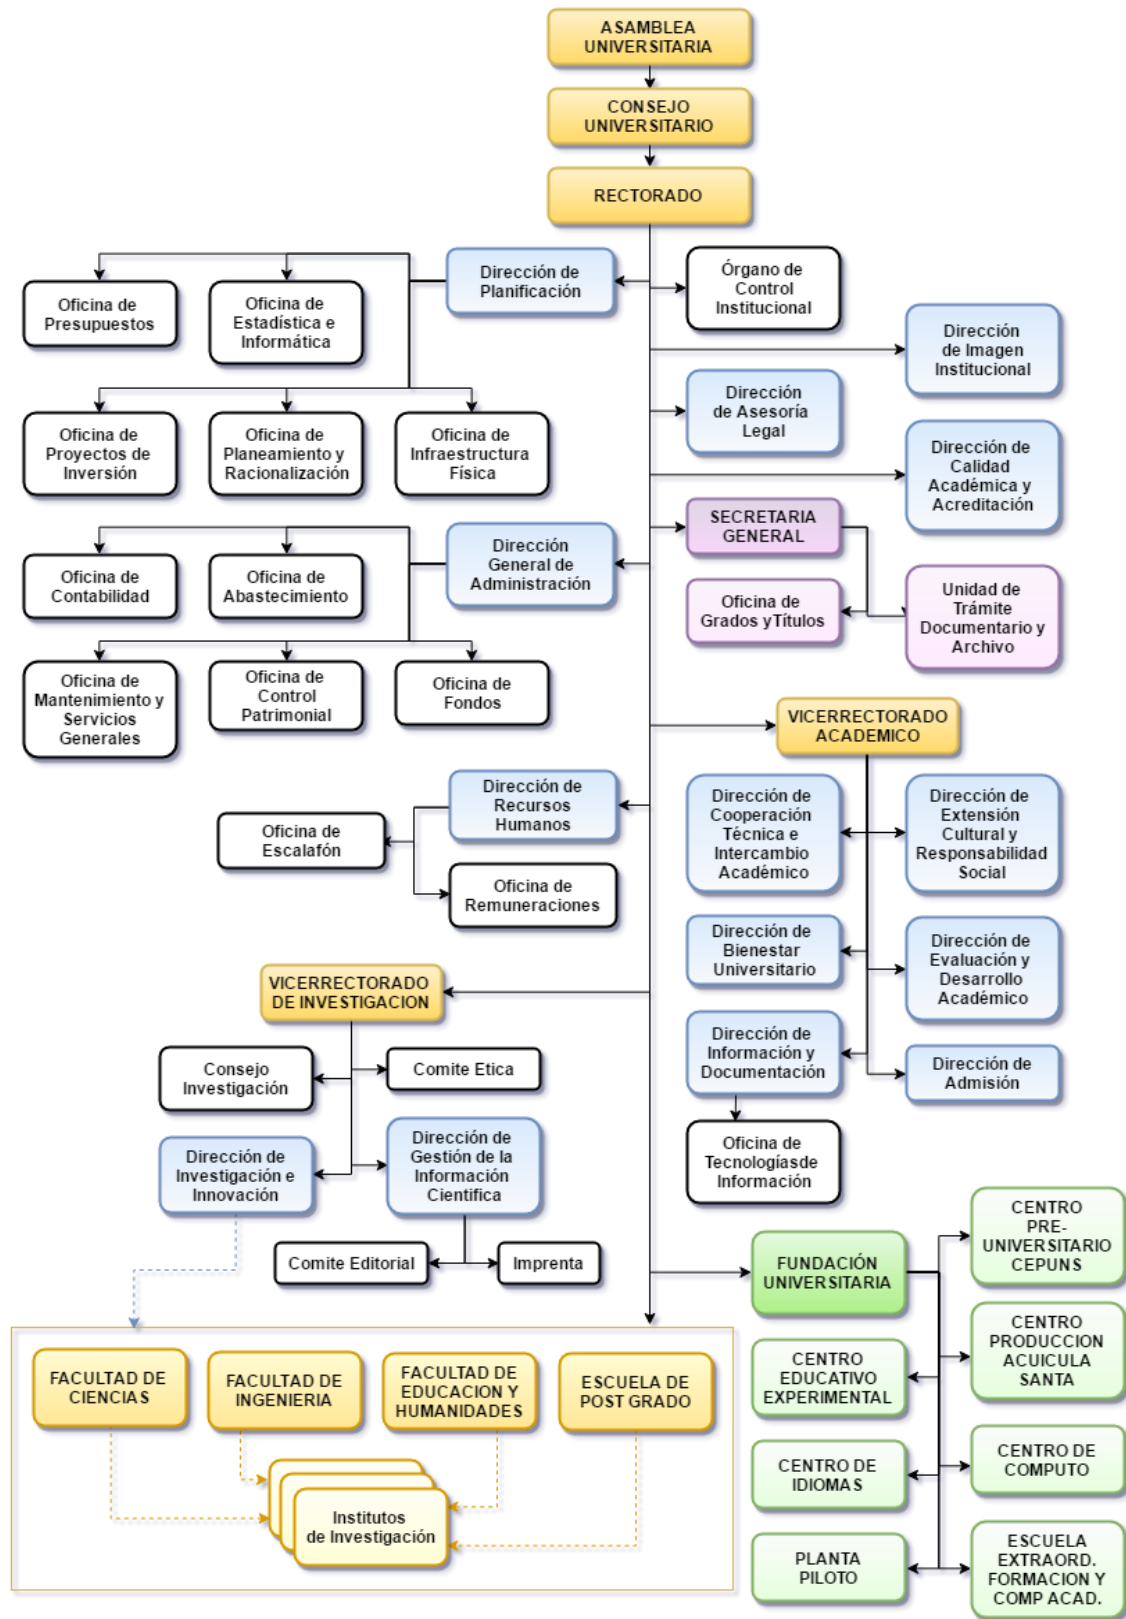 ASAMBLEA
UNIVERSITARIA
CONSEJO
UNIVERSITARIO
RECTORADO
Dirección de
Planificación
Órgano de
Control
Institucional
Oficina de
Presupuestos
Oficina de
Estadística e
Informática
Dirección
de Imagen
Institucional
Dirección
de Asesoría
Legal
Oficina de
Proyectos de
Inversión
Oficina de
Planeamiento y
Racionalización
Oficina de
Infraestructura
Física
Dirección de
Calidad
Académica y
Acreditación
SECRETARIA
GENERAL
Dirección
General de
Administración
Oficina de
Contabilidad
Oficina de
Abastecimiento
Oficina de
Grados yTítulos
Unidad de
Trámite
Documentario y
Archivo
Oficina de
Mantenimiento y
Servicios
Generales
Oficina de
Control
Patrimonial
Oficina de
Fondos
VICERRECTORADO
ACADEMICO
Dirección de
Recursos
Humanos
Dirección de
Cooperación
Técnica e
Intercambio
Académico
Dirección de
Extensión
Cultural y
Responsabilidad
Social
Oficina de
Escalafón
Oficina de
Remuneraciones
Dirección de
Bienestar
Universitario
Dirección de
Evaluación y
Desarrollo
Académico
VICERRECTORADO
DE INVESTIGACION
Dirección de
Información y
Documentación
Dirección de
Admisión
Consejo
Investigación
Comite Etica
Dirección de
Investigación e
Innovación
Dirección de
Gestión de la
Información
Cientifica
Oficina de
Tecnologíasde
Información
Comite Editorial
Imprenta
FUNDACIÓN
UNIVERSITARIA
CENTRO
PRE-
UNIVERSITARIO
CEPUNS
CENTRO
PRODUCCION
ACUICULA
SANTA
CENTRO
EDUCATIVO
EXPERIMENTAL
CENTRO DE
COMPUTO
CENTRO DE
IDIOMAS
ESCUELA
EXTRAORD.
FORMACION Y
COMP ACAD.
PLANTA
PILOTO
FACULTAD DE
CIENCIAS
FACULTAD DE
INGENIERIA
FACULTAD DE
EDUCACION Y
HUMANIDADES
ESCUELA DE
POST GRADO
Institutos
de Investigación